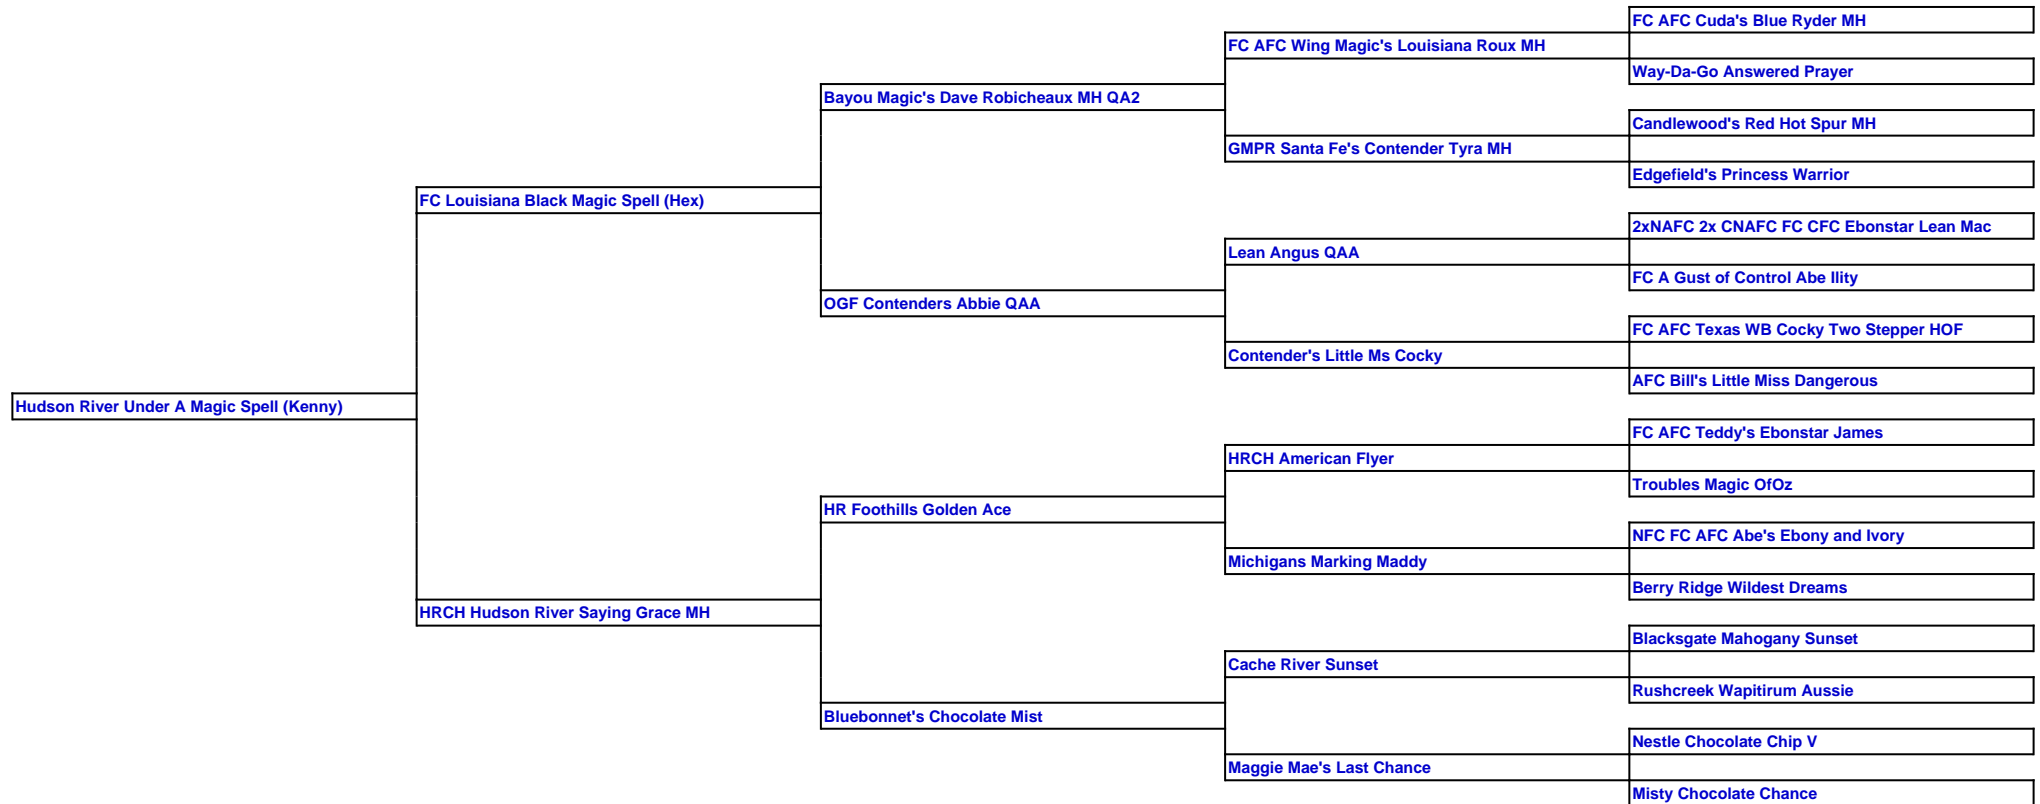 FC AFC Cuda's Blue Ryder MH
FC AFC Wing Magic's Louisiana Roux MH
Way-Da-Go Answered Prayer
Bayou Magic's Dave Robicheaux MH QA2
Candlewood's Red Hot Spur MH
GMPR Santa Fe's Contender Tyra MH
Edgefield's Princess Warrior
FC Louisiana Black Magic Spell (Hex)
2xNAFC 2x CNAFC FC CFC Ebonstar Lean Mac
Lean Angus QAA
FC A Gust of Control Abe Ility
OGF Contenders Abbie QAA
FC AFC Texas WB Cocky Two Stepper HOF
Contender's Little Ms Cocky
AFC Bill's Little Miss Dangerous
Hudson River Under A Magic Spell (Kenny)
FC AFC Teddy's Ebonstar James
HRCH American Flyer
Troubles Magic OfOz
HR Foothills Golden Ace
NFC FC AFC Abe's Ebony and Ivory
Michigans Marking Maddy
Berry Ridge Wildest Dreams
HRCH Hudson River Saying Grace MH
Blacksgate Mahogany Sunset
Cache River Sunset
Rushcreek Wapitirum Aussie
Bluebonnet's Chocolate Mist
Nestle Chocolate Chip V
Maggie Mae's Last Chance
Misty Chocolate Chance